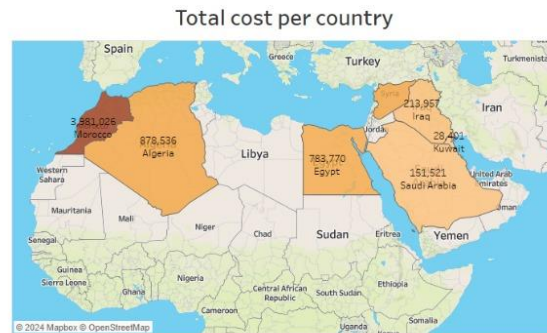 Total cost per country
Spain
Greece
Turkey
Turkmenista
Syria
3,981,026
Morocco
213,957
Iraq
Iran
Jorda
28,401
Kuwait
878,536
Algeria
Libya
783,770
Egypt
151,521
Saudi Arabia
United Arab
Emirates
Western
Sahara
Oman
Mauritania
Mali
Niger
Chad
Sudan
Eritrea
Yemen
Senegal
Guinea
Sierra Leone
Ghana
Nigeria
Cameroon
Central African
Republic
South Sudan
Ethiopia
Somalia
Uganda
© 2024 Mapbox © OpenStreetMap